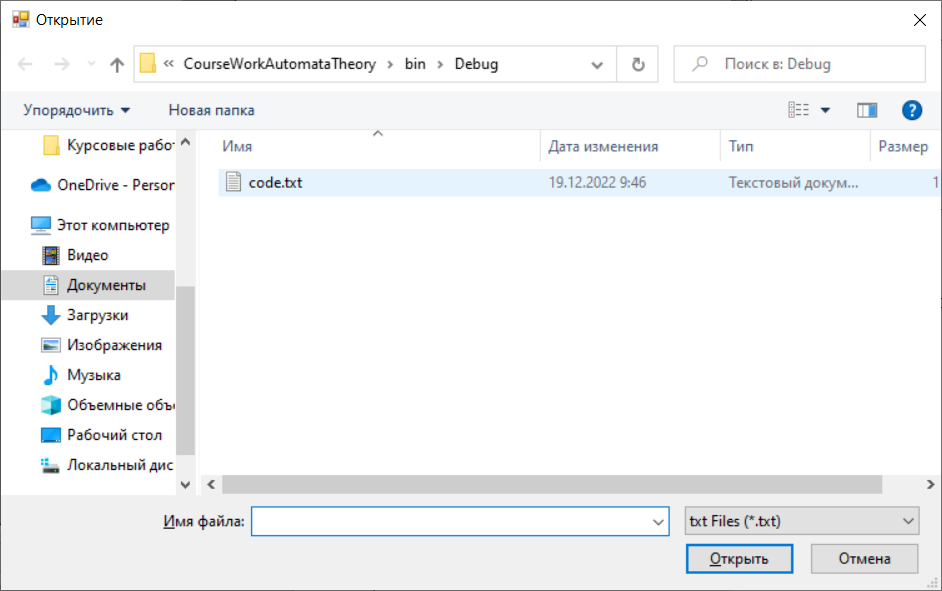 Открытие
« CourseWorkAutomataTheory › bin › Debug
Поиск в: Debug
Упорядочить
Новая папка
Имя Дата изменения Тип Размер
code.txt 19.12.2022 9:46 Текстовый докум... 1
Курсовые работ
OneDrive - Person
Этот компьютер
Видео
Документы
Загрузки
Изображения
Музыка
Объемные объе
Рабочий стол
Локальный дис
Имя файла:
txt Files (*.txt)
Открыть
Отмена